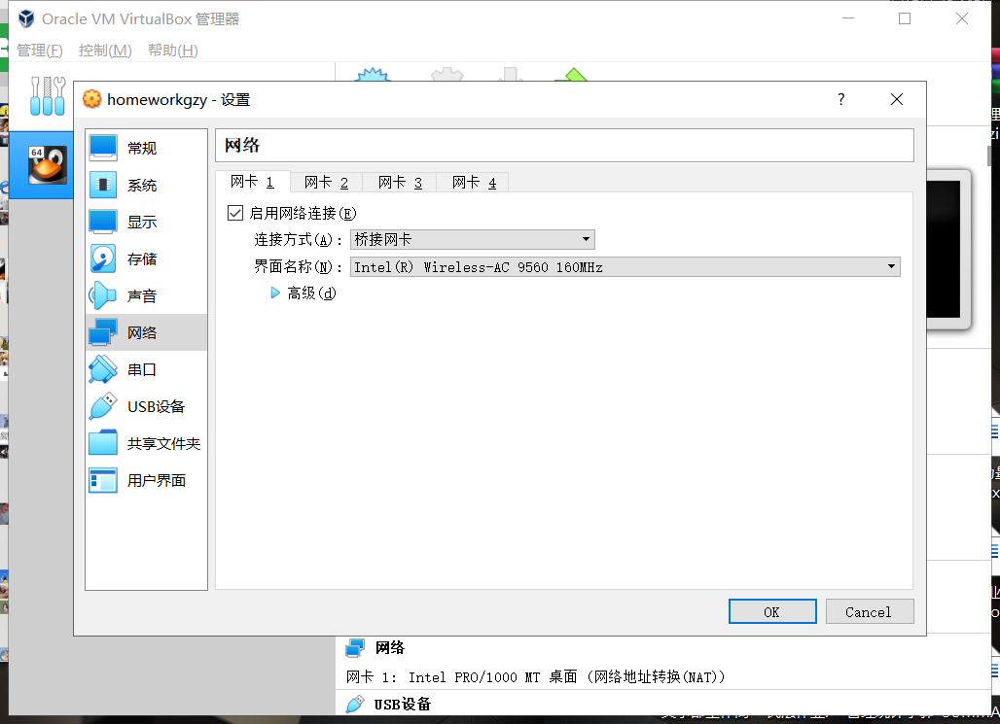 Oracle VM VirtualBox 管理器
管理(F) 控制(M) 帮助(H)
homeworkgzy - 设置
?
64
常规
系统
显示
存储
声音
网络
串口
USB设备
共享文件夹
用户界面
网络
网卡 1 网卡 2 网卡 3 网卡 4
启用网络连接(E)
连接方式(A): 桥接网卡
界面名称(N): Intel(R) Wireless-AC 9560 160MHz
高级(d)
OK Cancel
网络
网卡 1: Intel PRO/1000 MT 桌面 (网络地址转换(NAT))
USB设备